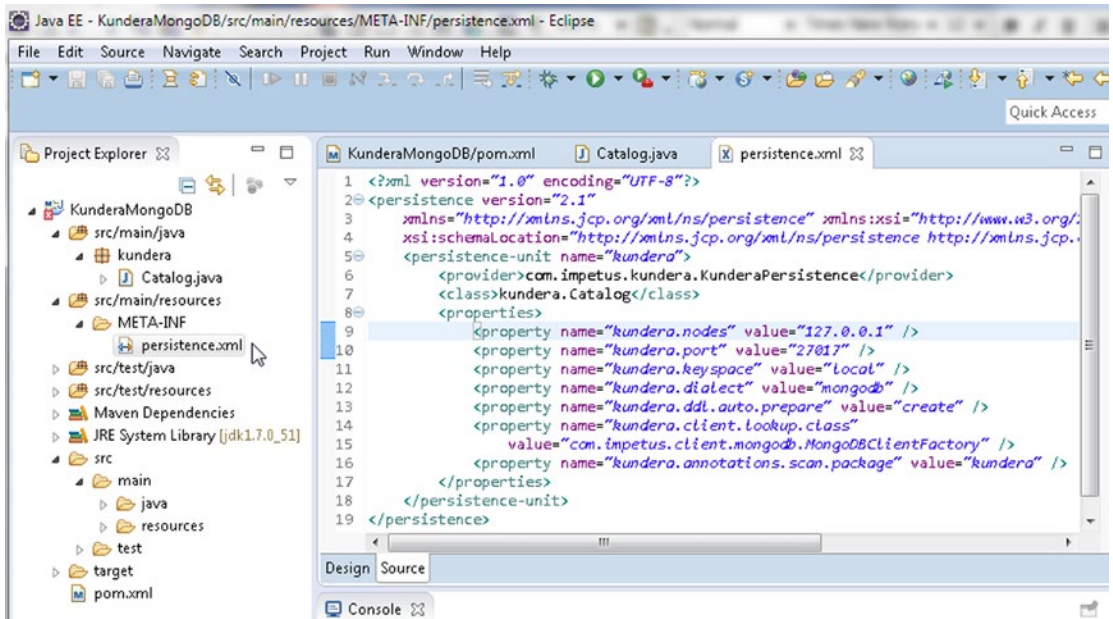 Java EE - KunderaMongoDB/src/main/resources/META-INF/persistence.xml - Eclipse
File Edit Source Navigate Search Project Run Window Help
Quick Access
Project Explorer
KunderaMongoDB
src/main/java
kundera
Catalog.java
src/main/resources
META-INF
persistence.xml
src/test/java
src/test/resources
Maven Dependencies
JRE System Library [jdk1.7.0_51]
src
main
java
resources
test
target
pom.xml
KunderaMongoDB/pom.xml Catalog.java persistence.xml
1 <?xml version="1.0" encoding="UTF-8"?>
2 <persistence version="2.1"
3 xmlns="http://xmlns.jcp.org/xml/ns/persistence" xmlns:xsi="http://www.w3.org/
4 xsi:schemaLocation="http://xmlns.jcp.org/xml/ns/persistence http://xmlns.jcp.
5 <persistence-unit name="kundera">
6 <provider>com.impetus.kundera.KunderaPersistence</provider>
7 <class>kundera.Catalog</class>
8 <properties>
9 <property name="kundera.nodes" value="127.0.0.1" />
10 <property name="kundera.port" value="27017" />
11 <property name="kundera.keyspace" value="local" />
12 <property name="kundera.dialect" value="mongodb" />
13 <property name="kundera.ddl.auto.prepare" value="create" />
14 <property name="kundera.client.lookup.class"
15 value="com.impetus.client.mongodb.MongoDBClientFactory" />
16 <property name="kundera.annotations.scan.package" value="kundera" />
17 </properties>
18 </persistence-unit>
19 </persistence>
Design Source
Console